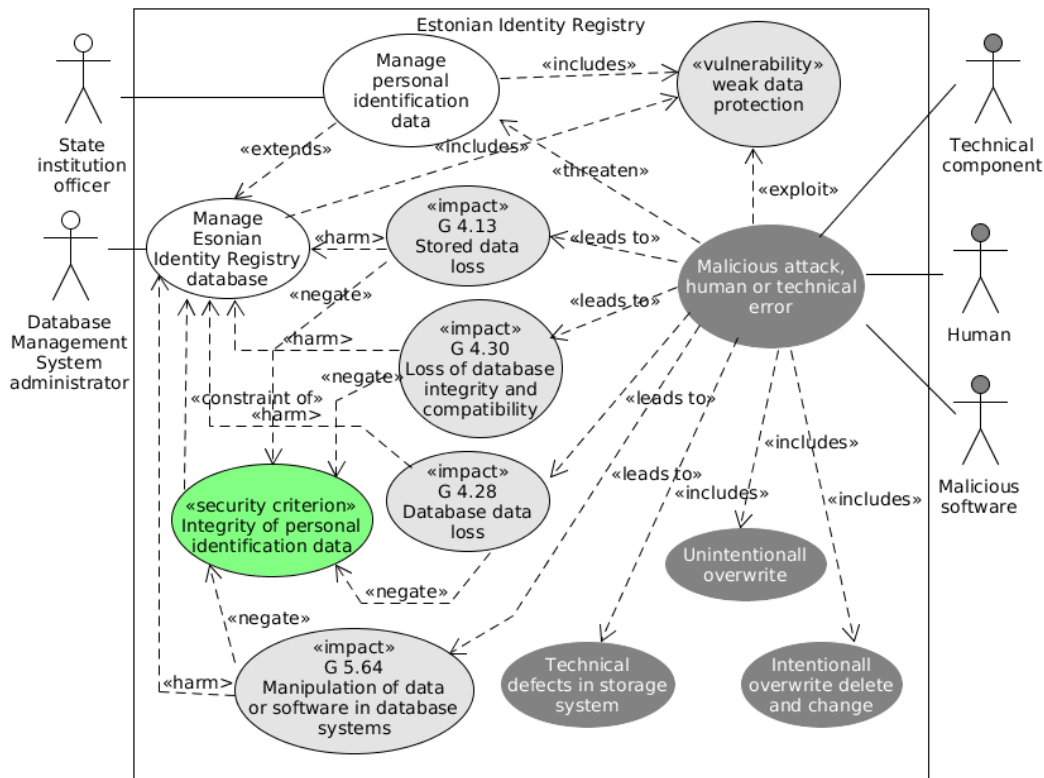 Estonian Identity Registry
State
institution
officer
Database
Management
System
administrator
Manage
personal
identification
data
«includes»
«vulnerability»
weak data
protection
Technical
component
«extends»
«includes»
«threaten»
«exploit»
Manage
Esonian
Identity Registry
database
«harm>
«impact»
G 4.13
Stored data
loss
«leads to»
Malicious attack,
human or technical
error
Human
«negate»
«leads to»
«harm>
«impact»
G 4.30
Loss of database
integrity and
compatibility
«negate»
«constraint of»
«harm>
«leads to»
«includes»
Malicious
software
«impact»
G 4.28
Database data
loss
«leads to»
«includes»
«includes»
«security criterion»
Integrity of personal
identification data
Unintentionall
overwrite
«negate»
«negate»
«impact»
G 5.64
Manipulation of data
or software in database
systems
«harm>
Technical
defects in storage
system
Intentionall
overwrite delete
and change